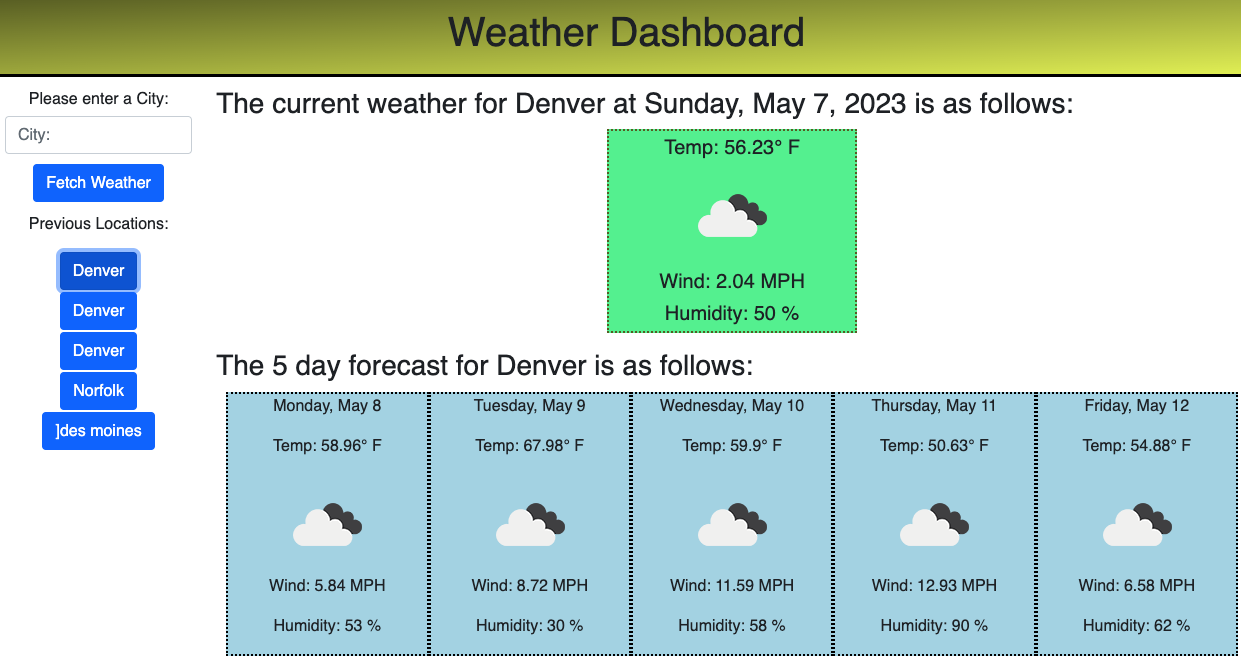 Weather Dashboard
Please enter a City:
City:
Fetch Weather
Previous Locations:
Denver
Denver
Denver
Norfolk
]des moines
The current weather for Denver at Sunday, May 7, 2023 is as follows:
Temp: 56.23° F
Wind: 2.04 MPH
Humidity: 50 %
The 5 day forecast for Denver is as follows:
Monday, May 8
Temp: 58.96° F
Wind: 5.84 MPH
Humidity: 53 %
Tuesday, May 9
Temp: 67.98° F
Wind: 8.72 MPH
Humidity: 30 %
Wednesday, May 10
Temp: 59.9° F
Wind: 11.59 MPH
Humidity: 58 %
Thursday, May 11
Temp: 50.63° F
Wind: 12.93 MPH
Humidity: 90 %
Friday, May 12
Temp: 54.88° F
Wind: 6.58 MPH
Humidity: 62 %